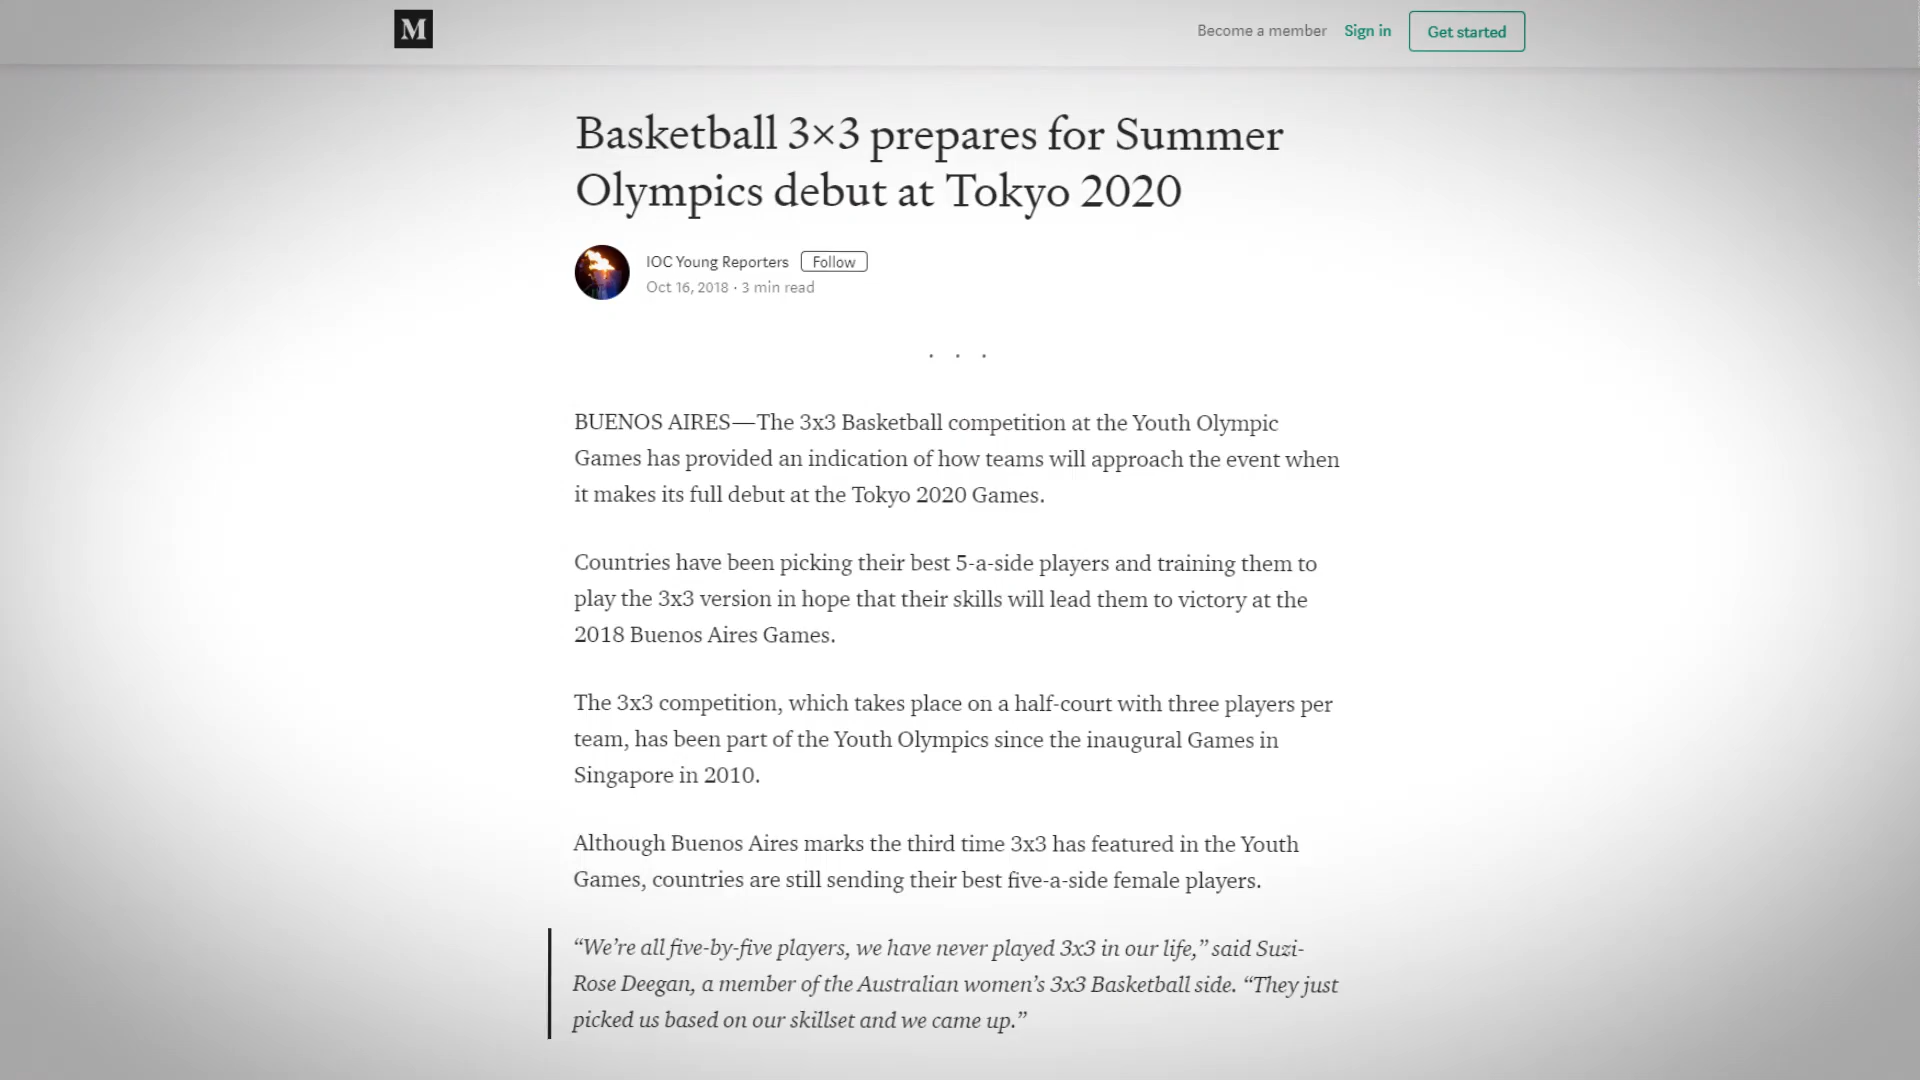 M
Become a member Sign in Get started
Basketball 3×3 prepares for Summer
Olympics debut at Tokyo 2020
IOC Young Reporters Follow
Oct 16, 2018 · 3 min read
. . .
BUENOS AIRES—The 3x3 Basketball competition at the Youth Olympic
Games has provided an indication of how teams will approach the event when
it makes its full debut at the Tokyo 2020 Games.
Countries have been picking their best 5-a-side players and training them to
play the 3x3 version in hope that their skills will lead them to victory at the
2018 Buenos Aires Games.
The 3x3 competition, which takes place on a half-court with three players per
team, has been part of the Youth Olympics since the inaugural Games in
Singapore in 2010.
Although Buenos Aires marks the third time 3x3 has featured in the Youth
Games, countries are still sending their best five-a-side female players.
“We’re all five-by-five players, we have never played 3x3 in our life,” said Suzi-
Rose Deegan, a member of the Australian women’s 3x3 Basketball side. “They just
picked us based on our skillset and we came up.”